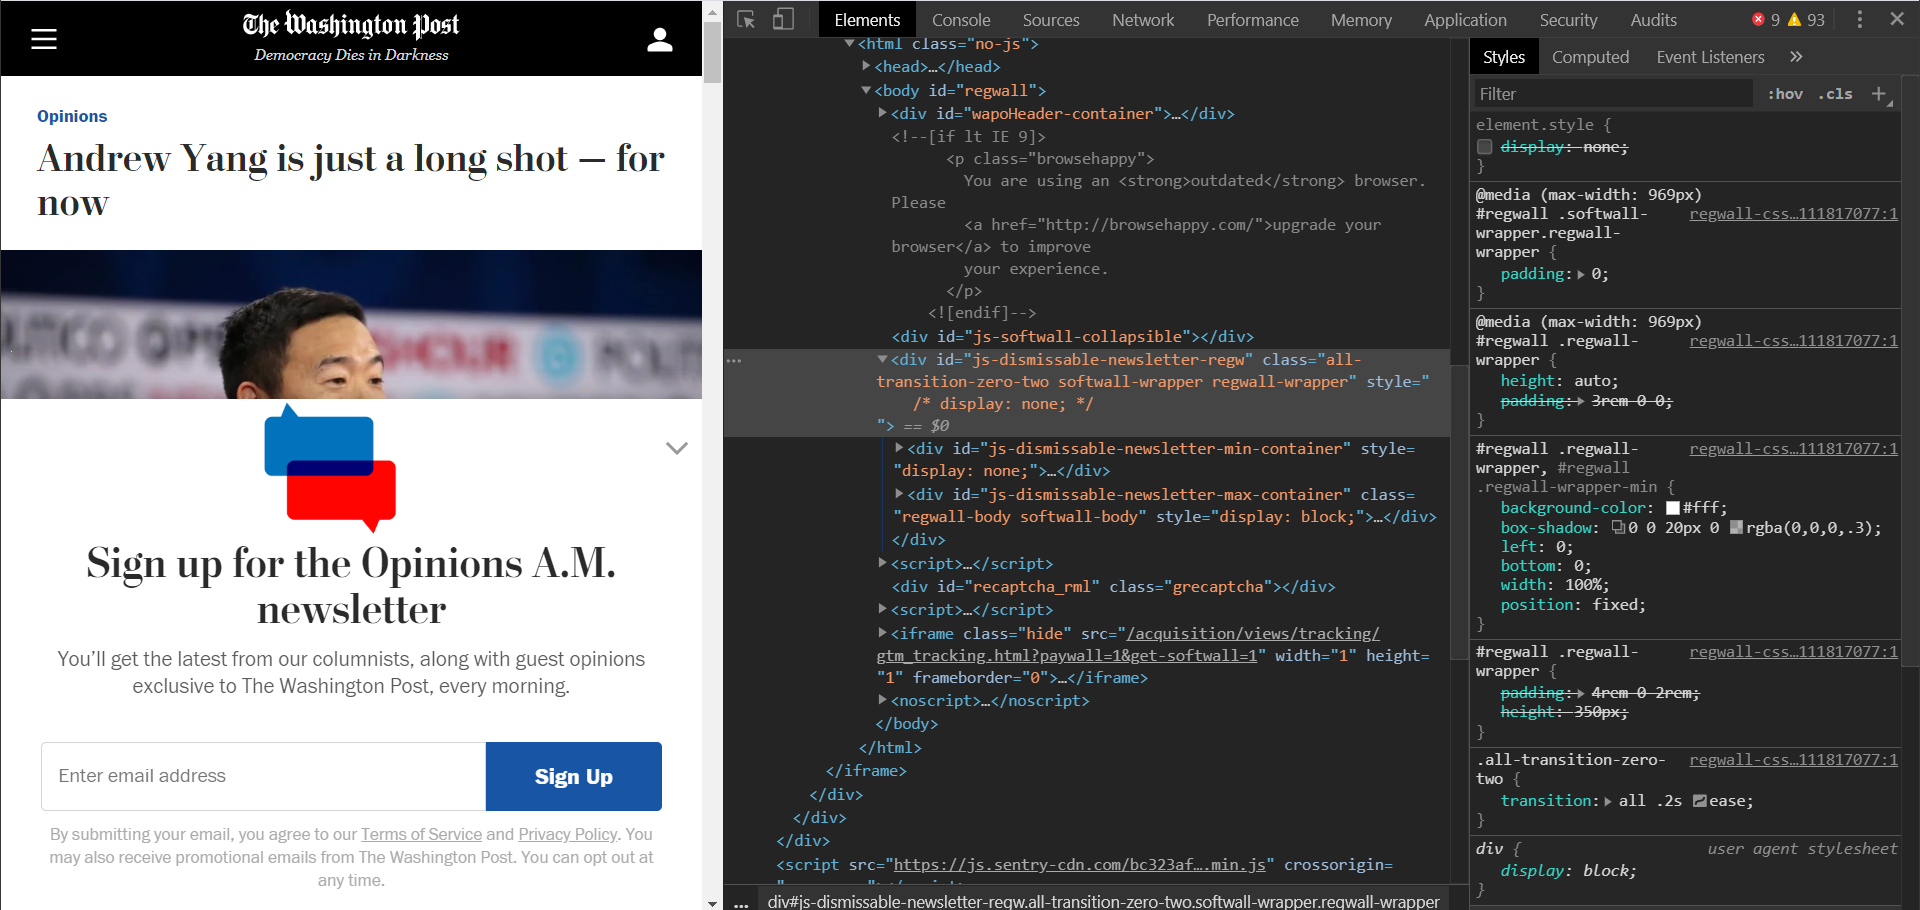 The Washington Post
Democracy Dies in Darkness
Opinions
Andrew Yang is just a long shot — for
now
Sign up for the Opinions A.M.
newsletter
You’ll get the latest from our columnists, along with guest opinions
exclusive to The Washington Post, every morning.
Enter email address
Sign Up
By submitting your email, you agree to our Terms of Service and Privacy Policy. You
may also receive promotional emails from The Washington Post. You can opt out at
any time.
Elements Console Sources Network Performance Memory Application Security Audits 9 93
<html class="no-js">
<head>…</head>
<body id="regwall">
<div id="wapoHeader-container">…</div>
<!--[if lt IE 9]>
<p class="browsehappy">
You are using an <strong>outdated</strong> browser.
Please
<a href="http://browsehappy.com/">upgrade your
browser</a> to improve
your experience.
</p>
<![endif]-->
<div id="js-softwall-collapsible"></div>
<div id="js-dismissable-newsletter-regw" class="all-
transition-zero-two softwall-wrapper regwall-wrapper" style="
/* display: none; */
"> == $0
<div id="js-dismissable-newsletter-min-container" style=
"display: none;">…</div>
<div id="js-dismissable-newsletter-max-container" class=
"regwall-body softwall-body" style="display: block;">…</div>
</div>
<script>…</script>
<div id="recaptcha_rml" class="grecaptcha"></div>
<script>…</script>
<iframe class="hide" src="/acquisition/views/tracking/
gtm_tracking.html?paywall=1&get-softwall=1" width="1" height=
"1" frameborder="0">…</iframe>
<noscript>…</noscript>
</body>
</html>
</iframe>
</div>
</div>
</div>
<script src="https://js.sentry-cdn.com/bc323af….min.js" crossorigin=
... div#js-dismissable-newsletter-regw.all-transition-zero-two.softwall-wrapper.regwall-wrapper
Styles Computed Event Listeners »
Filter :hov .cls +
element.style {
display: none;
}
@media (max-width: 969px)
#regwall .softwall- regwall-css…111817077:1
wrapper.regwall-
wrapper {
padding: 0;
}
@media (max-width: 969px)
#regwall .regwall- regwall-css…111817077:1
wrapper {
height: auto;
padding: 3rem 0 0;
}
#regwall .regwall- regwall-css…111817077:1
wrapper, #regwall
.regwall-wrapper-min {
background-color: #fff;
box-shadow: 0 0 20px 0 rgba(0,0,0,.3);
left: 0;
bottom: 0;
width: 100%;
position: fixed;
}
#regwall .regwall- regwall-css…111817077:1
wrapper {
padding: 4rem 0 2rem;
height: 350px;
}
.all-transition-zero- regwall-css…111817077:1
two {
transition: all .2s ease;
}
div { user agent stylesheet
display: block;
}